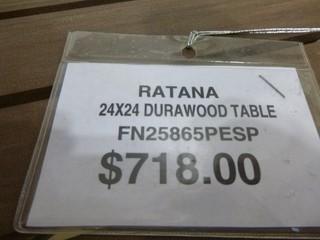 RATANA
24X24 DURAWOOD TABLE
FN25865PESP
$718.00